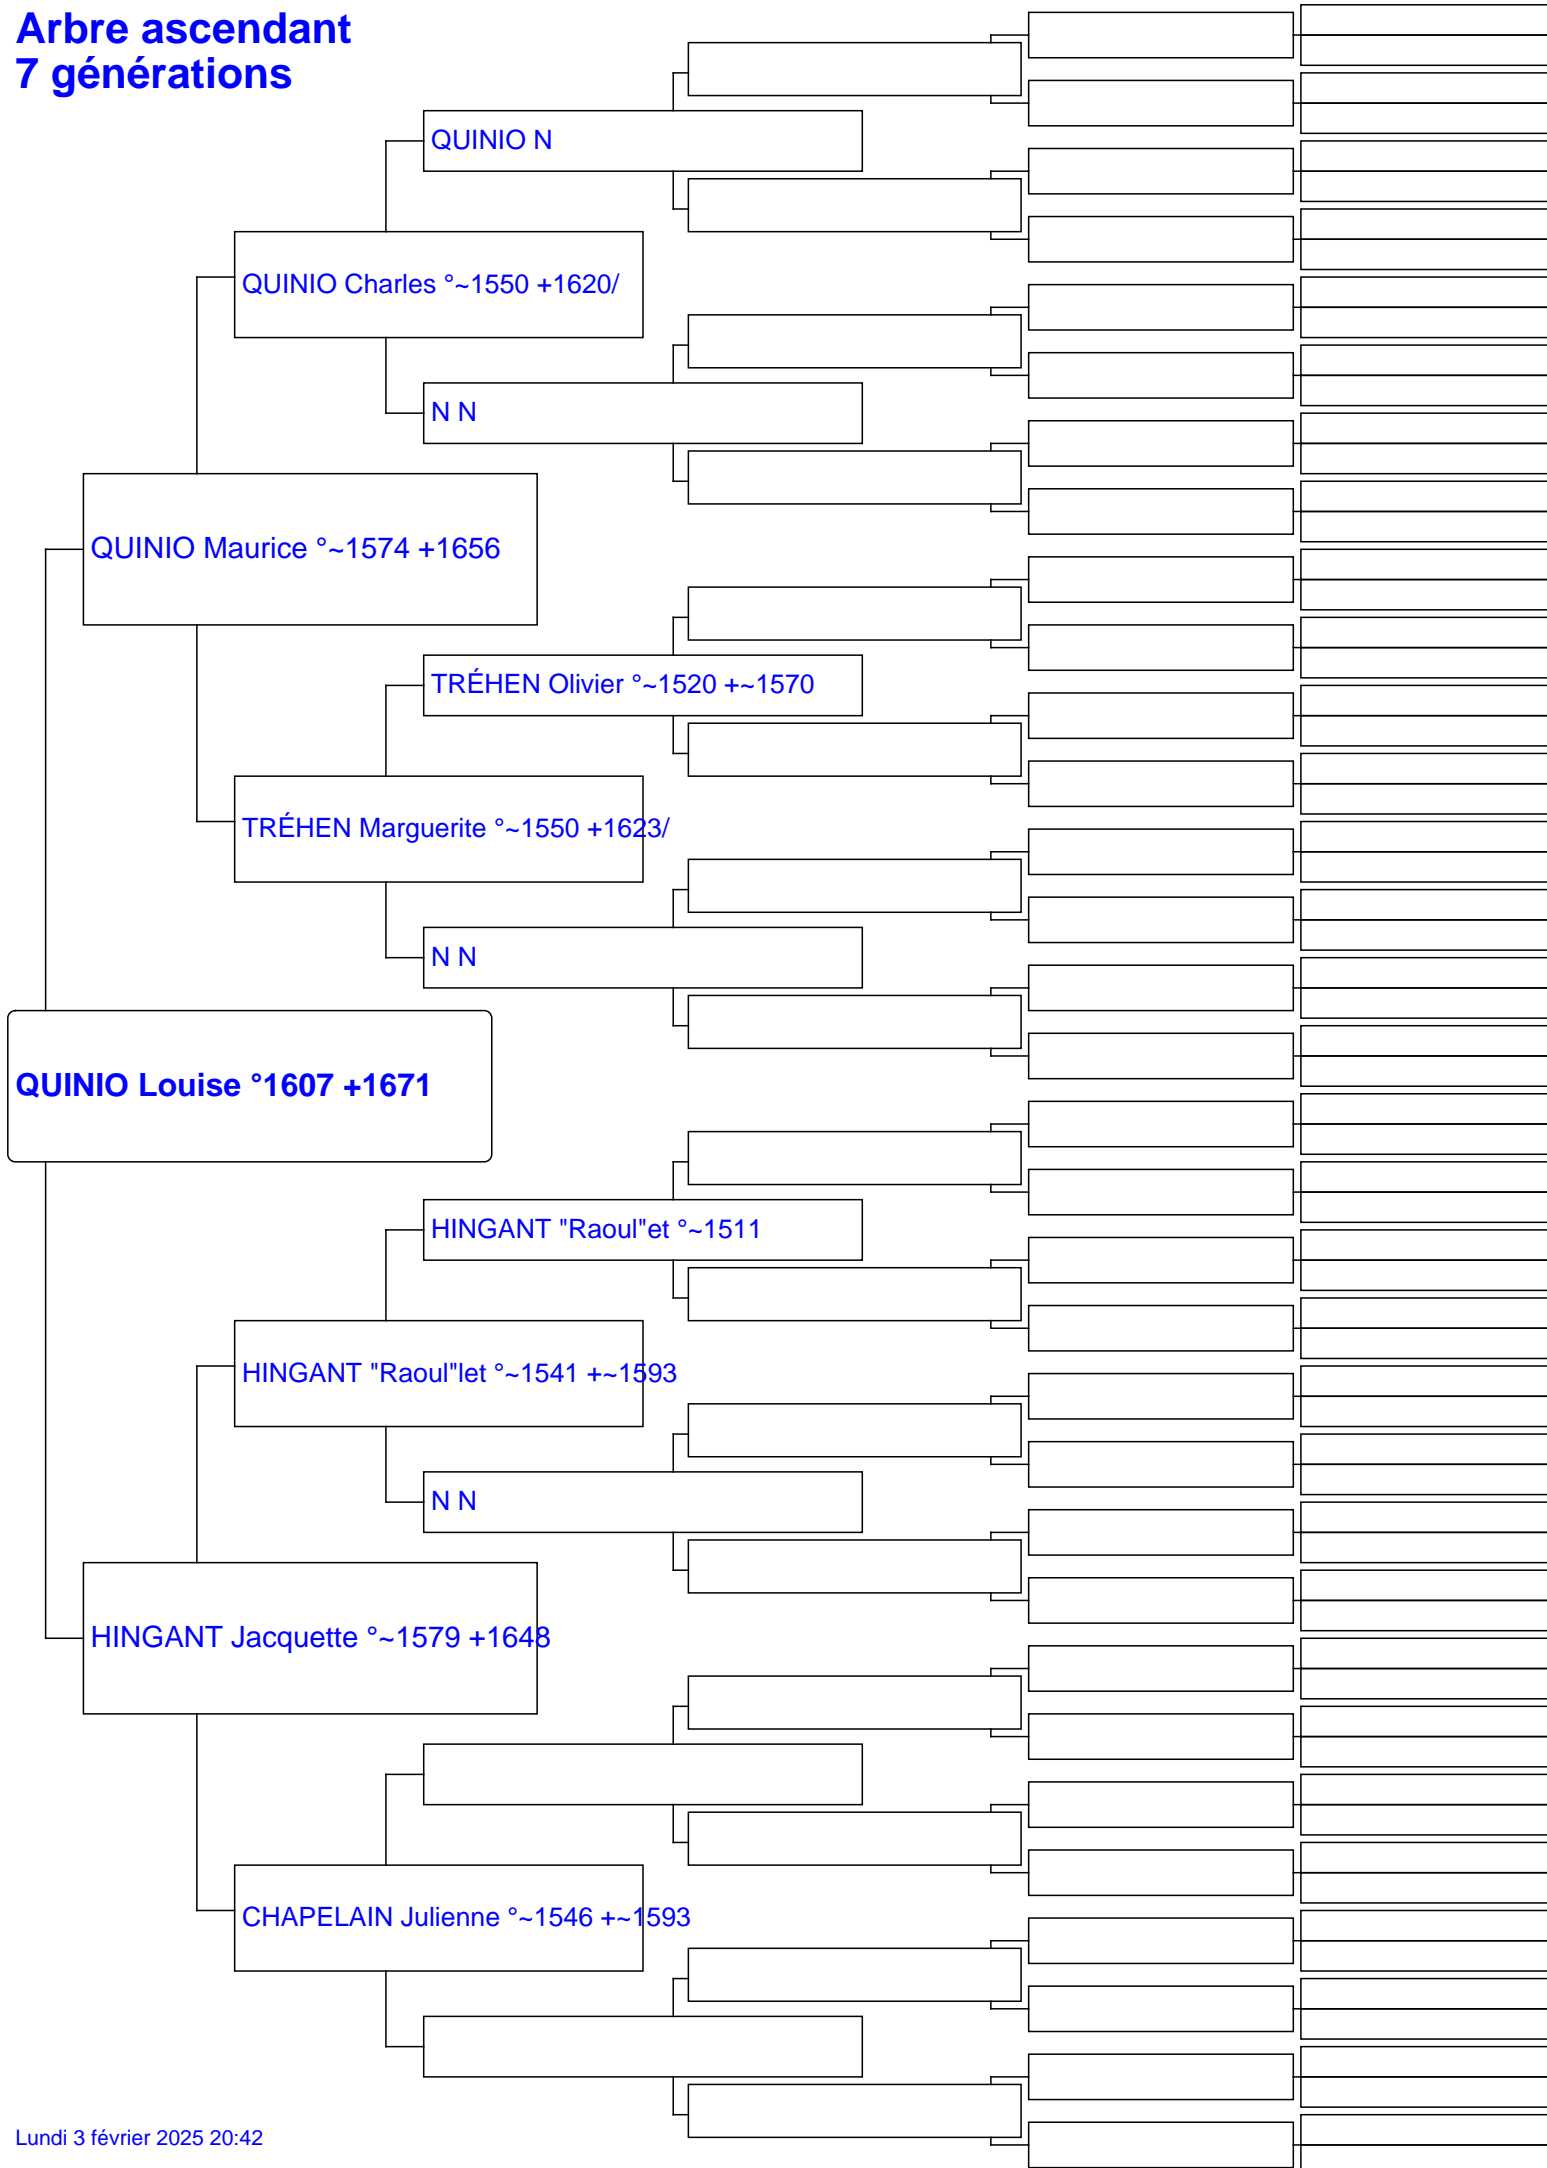 Arbre ascendant
7 générations
QUINIO N
QUINIO Charles °~1550 +1620/
N N
QUINIO Maurice °~1574 +1656
TRÉHEN Olivier °~1520 +~1570
TRÉHEN Marguerite °~1550 +1623/
N N
QUINIO Louise °1607 +1671
HINGANT "Raoul"et °~1511
HINGANT "Raoul"let °~1541 +~1593
N N
HINGANT Jacquette °~1579 +1648
CHAPELAIN Julienne °~1546 +~1593
Lundi 3 février 2025 20:42